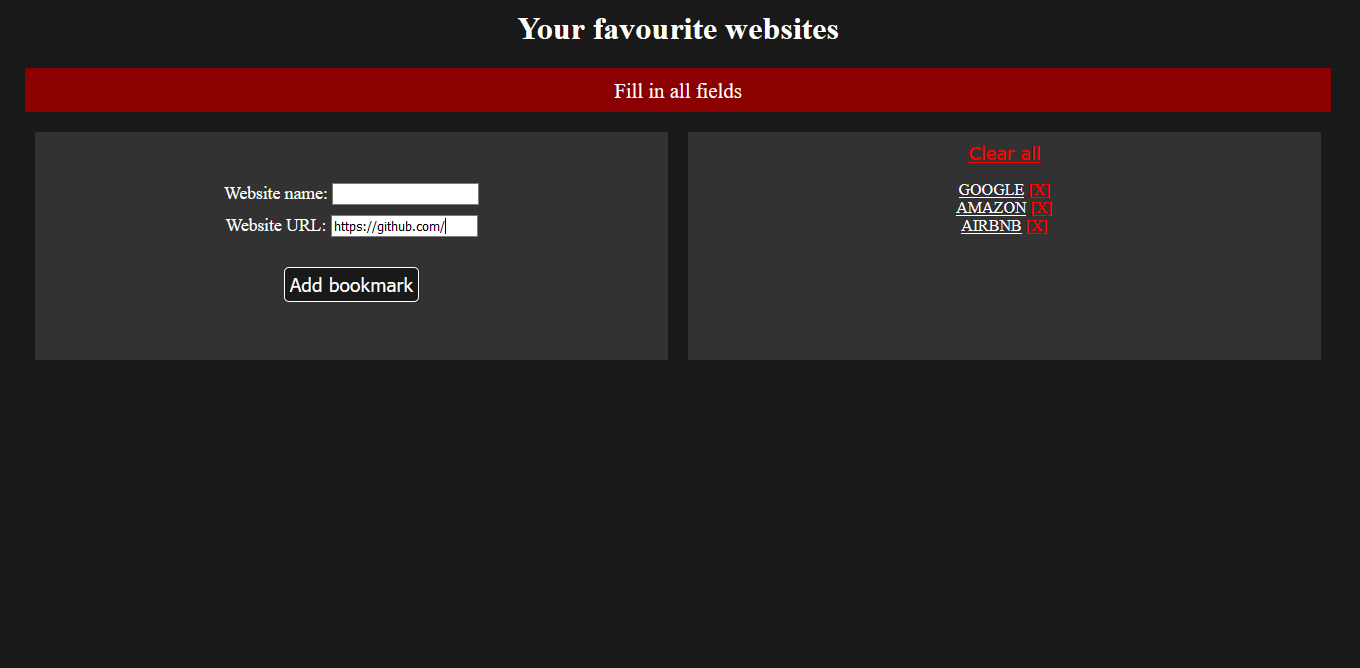 Your favourite websites
Fill in all fields
Website name:
Website URL: https://github.com/
Add bookmark
Clear all
GOOGLE [X]
AMAZON [X]
AIRBNB [X]